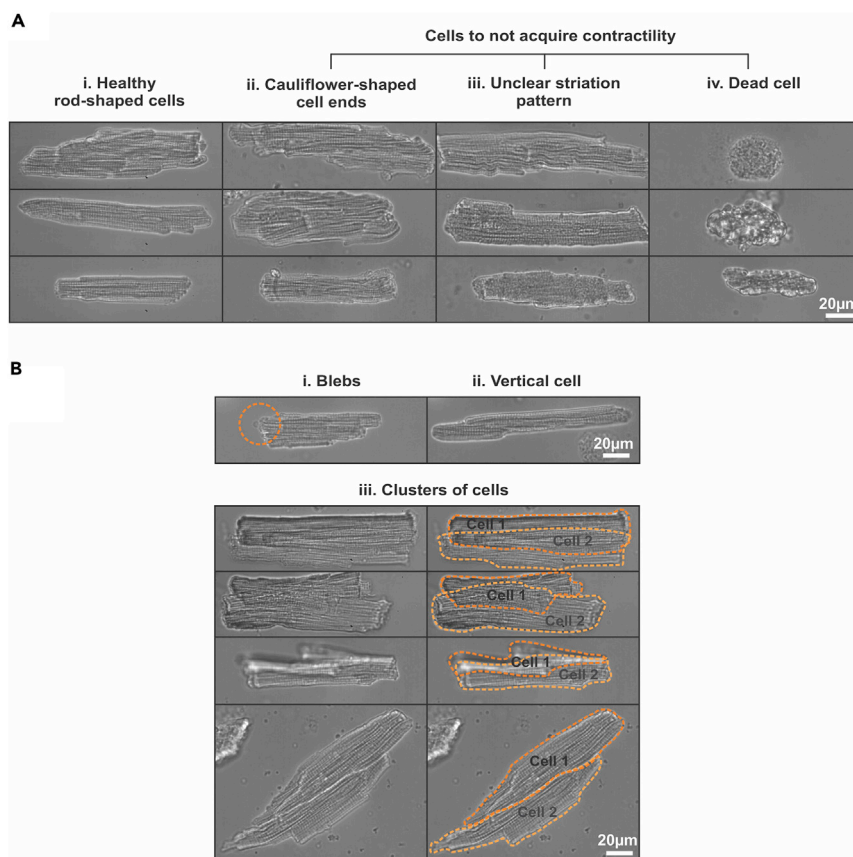 A
Cells to not acquire contractility
i. Healthy
rod-shaped cells
ii. Cauliflower-shaped
cell ends
iii. Unclear striation
pattern
iv. Dead cell
20µm
B
i. Blebs
ii. Vertical cell
20µm
iii. Clusters of cells
Cell 1
Cell 2
Cell 1
Cell 2
Cell 1
Cell 2
Cell 1
Cell 2
20µm